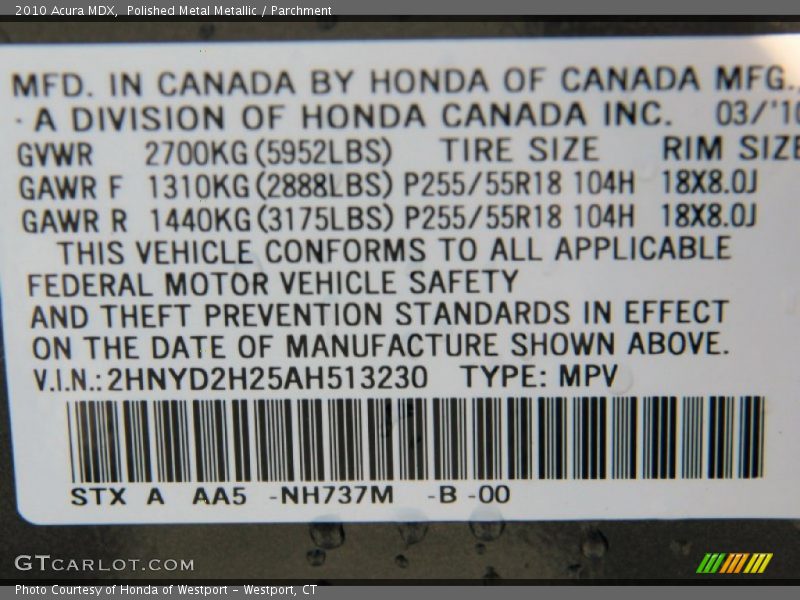 2010 Acura MDX, Polished Metal Metallic / Parchment
MFD. IN CANADA BY HONDA OF CANADA MFG.,
A DIVISION OF HONDA CANADA INC. 03/'10
GVWR 2700KG(5952LBS) TIRE SIZE RIM SIZE
GAWR F 1310KG(2888LBS) P255/55R18 104H 18X8.0J
GAWR R 1440KG(3175LBS) P255/55R18 104H 18X8.0J
THIS VEHICLE CONFORMS TO ALL APPLICABLE
FEDERAL MOTOR VEHICLE SAFETY
AND THEFT PREVENTION STANDARDS IN EFFECT
ON THE DATE OF MANUFACTURE SHOWN ABOVE.
V.I.N.:2HNYD2H25AH513230 TYPE: MPV
STX A AA5 -NH737M -B -00
GTCARLOT.COM
Photo Courtesy of Honda of Westport - Westport, CT